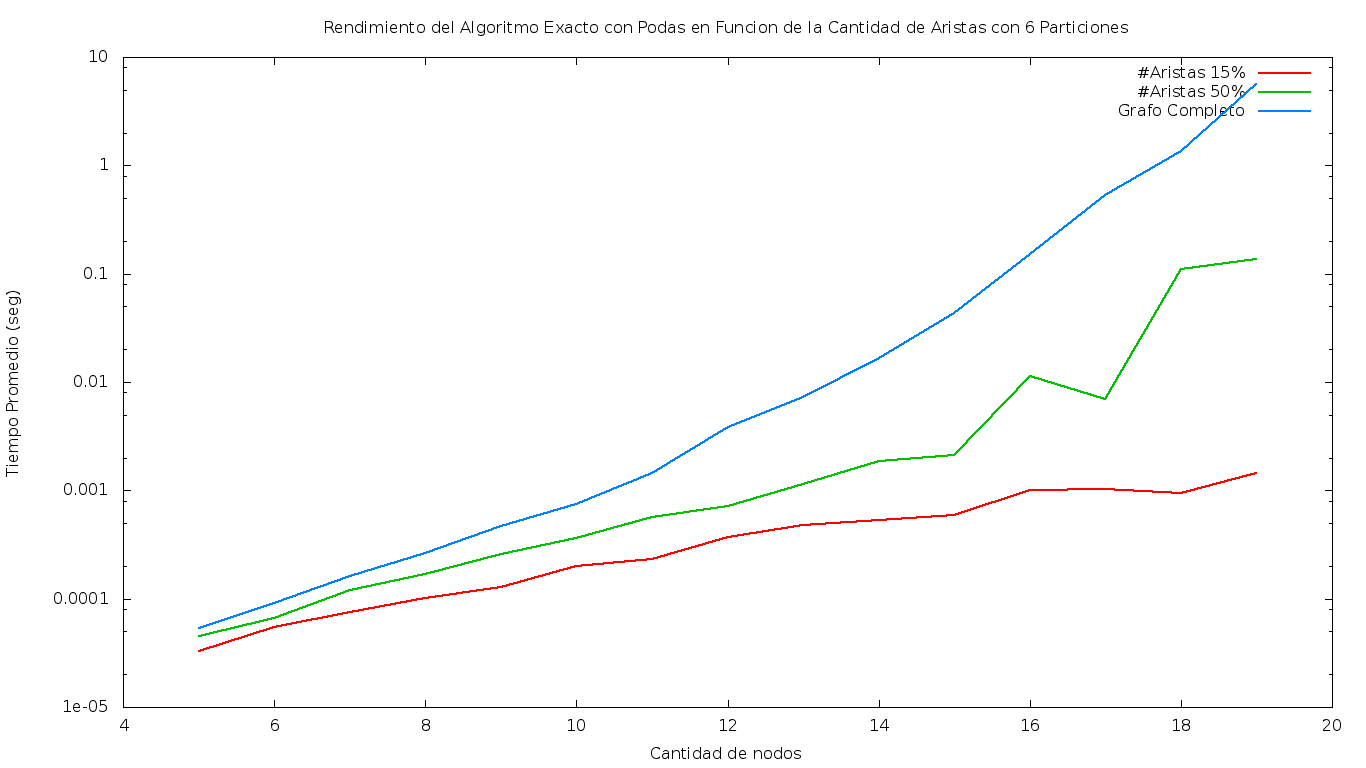 Rendimiento del Algoritmo Exacto con Podas en Funcion de la Cantidad de Aristas con 6 Particiones
#Aristas 15%
#Aristas 50%
Grafo Completo
10
1
0.1
0.01
0.001
0.0001
1e-05
Tiempo Promedio (seg)
4 6 8 10 12 14 16 18 20
Cantidad de nodos